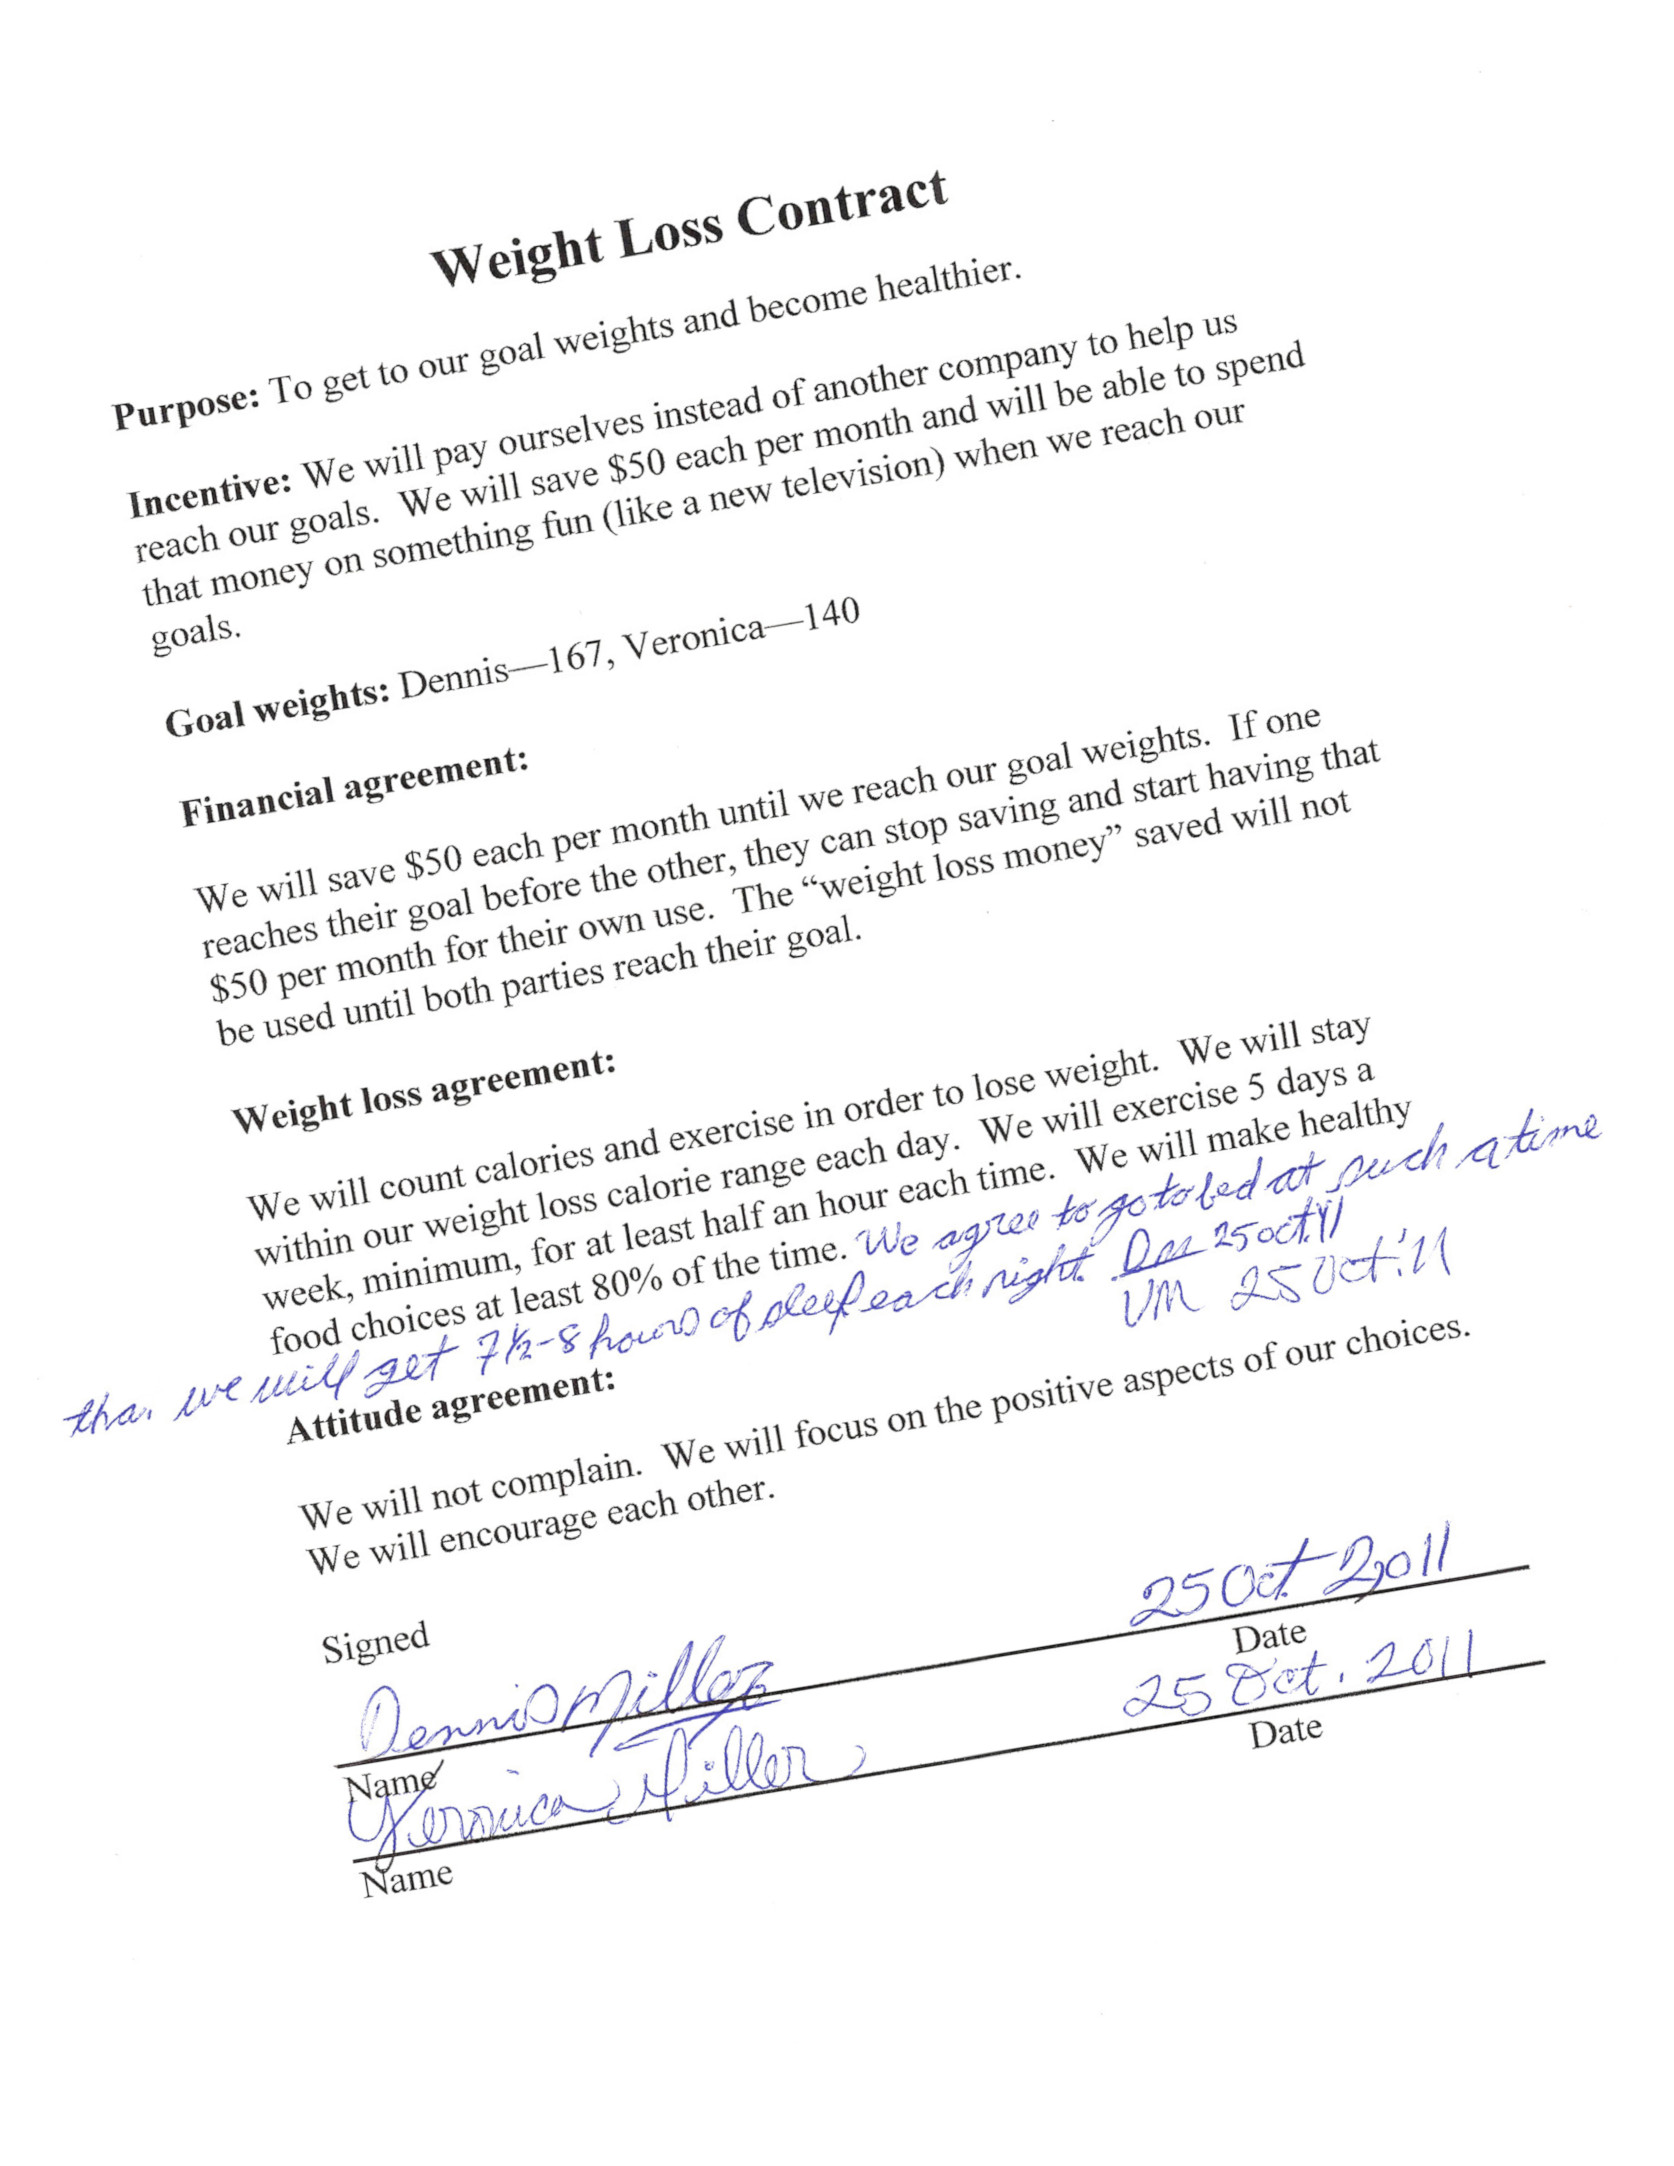 Weight Loss Contract
Purpose: To get to our goal weights and become healthier.
Incentive: We will pay ourselves instead of another company to help us
reach our goals. We will save $50 each per month and will be able to spend
that money on something fun (like a new television) when we reach our
goals.
Goal weights: Dennis—167, Veronica—140
Financial agreement:
We will save $50 each per month until we reach our goal weights. If one
reaches their goal before the other, they can stop saving and start having that
$50 per month for their own use. The “weight loss money” saved will not
be used until both parties reach their goal.
Weight loss agreement:
We will count calories and exercise in order to lose weight. We will stay
within our weight loss calorie range each day. We will exercise 5 days a
week, minimum, for at least half an hour each time. We will make healthy
food choices at least 80% of the time. We agree to go to bed at such a time
tha. we will get 7½-8 hours of sleep each night. 25 oct 11
VM 25 Oct '11
Attitude agreement:
We will not complain. We will focus on the positive aspects of our choices.
We will encourage each other.
Signed
Dennis Miller 25 Oct 2011
Name Date
Veronica Miller 25 Oct. 2011
Name Date